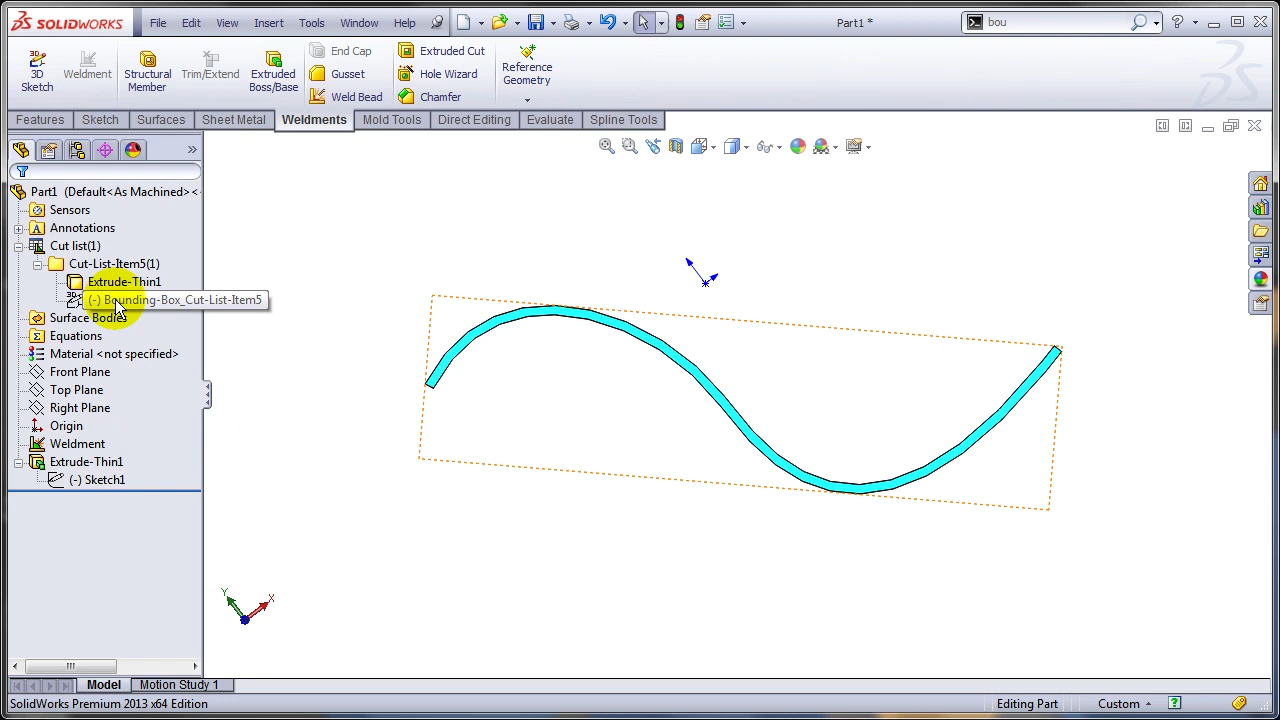 SOLIDWORKS File Edit View Insert Tools Window Help Part1 * bou
3D Sketch
Weldment
Structural Member
Trim/Extend
Extruded Boss/Base
End Cap
Gusset
Weld Bead
Extruded Cut
Hole Wizard
Chamfer
Reference Geometry
Features Sketch Surfaces Sheet Metal Weldments Mold Tools Direct Editing Evaluate Spline Tools
Part1 (Default<As Machined><
Sensors
Annotations
Cut list(1)
Cut-List-Item5(1)
Extrude-Thin1
(-) Bounding-Box_Cut-List-Item5
Surface Bodies
Equations
Material <not specified>
Front Plane
Top Plane
Right Plane
Origin
Weldment
Extrude-Thin1
(-) Sketch1
Y X
Model Motion Study 1
SolidWorks Premium 2013 x64 Edition Editing Part Custom